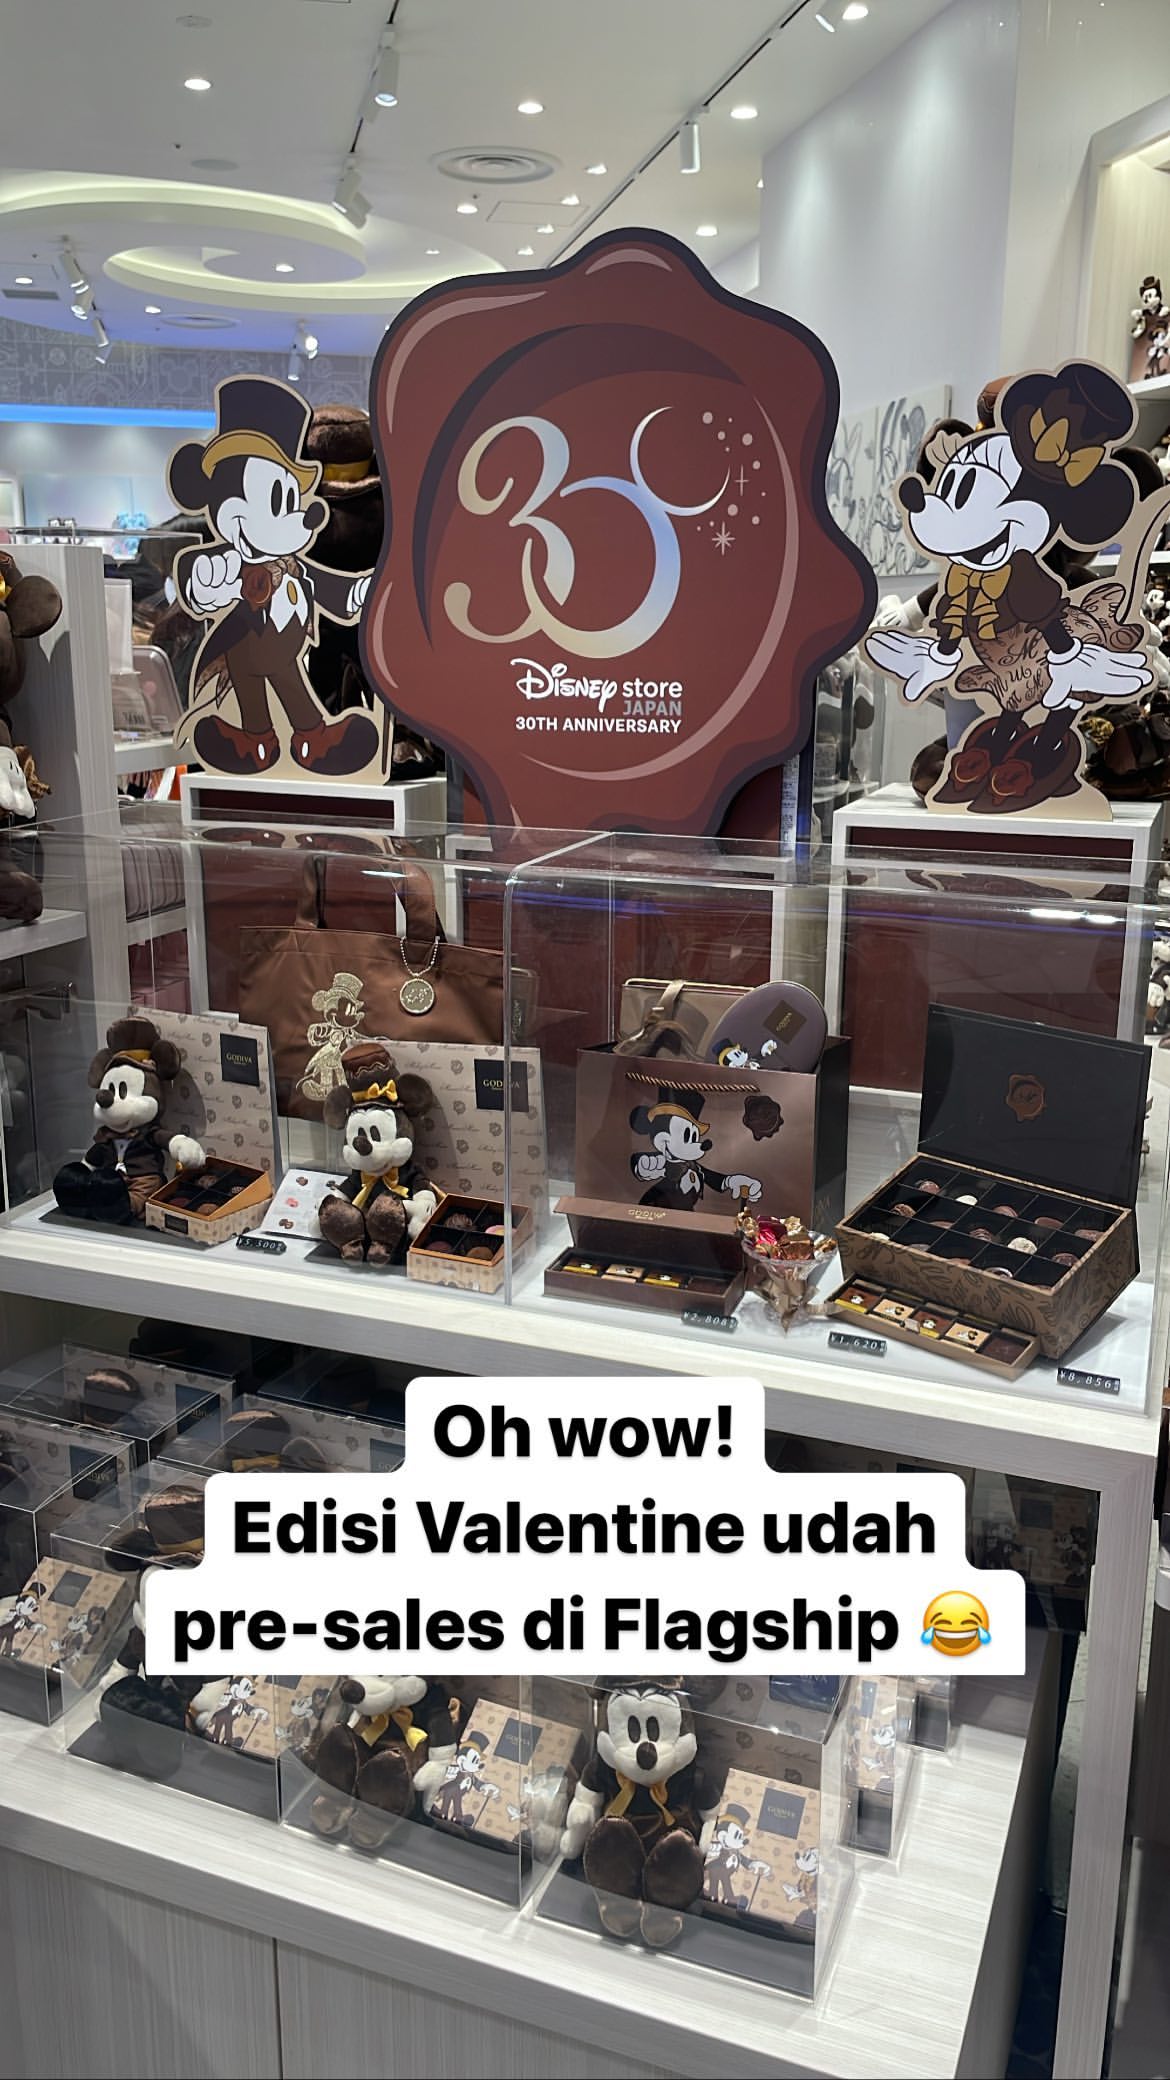 30
Disney store
JAPAN
30TH ANNIVERSARY
GODIVA
GODIVA
GODIVA
¥5,500
¥2,808
¥1,620
¥8,856
Oh wow!
Edisi Valentine udah
pre-sales di Flagship 😂
GODIVA
GODIVA